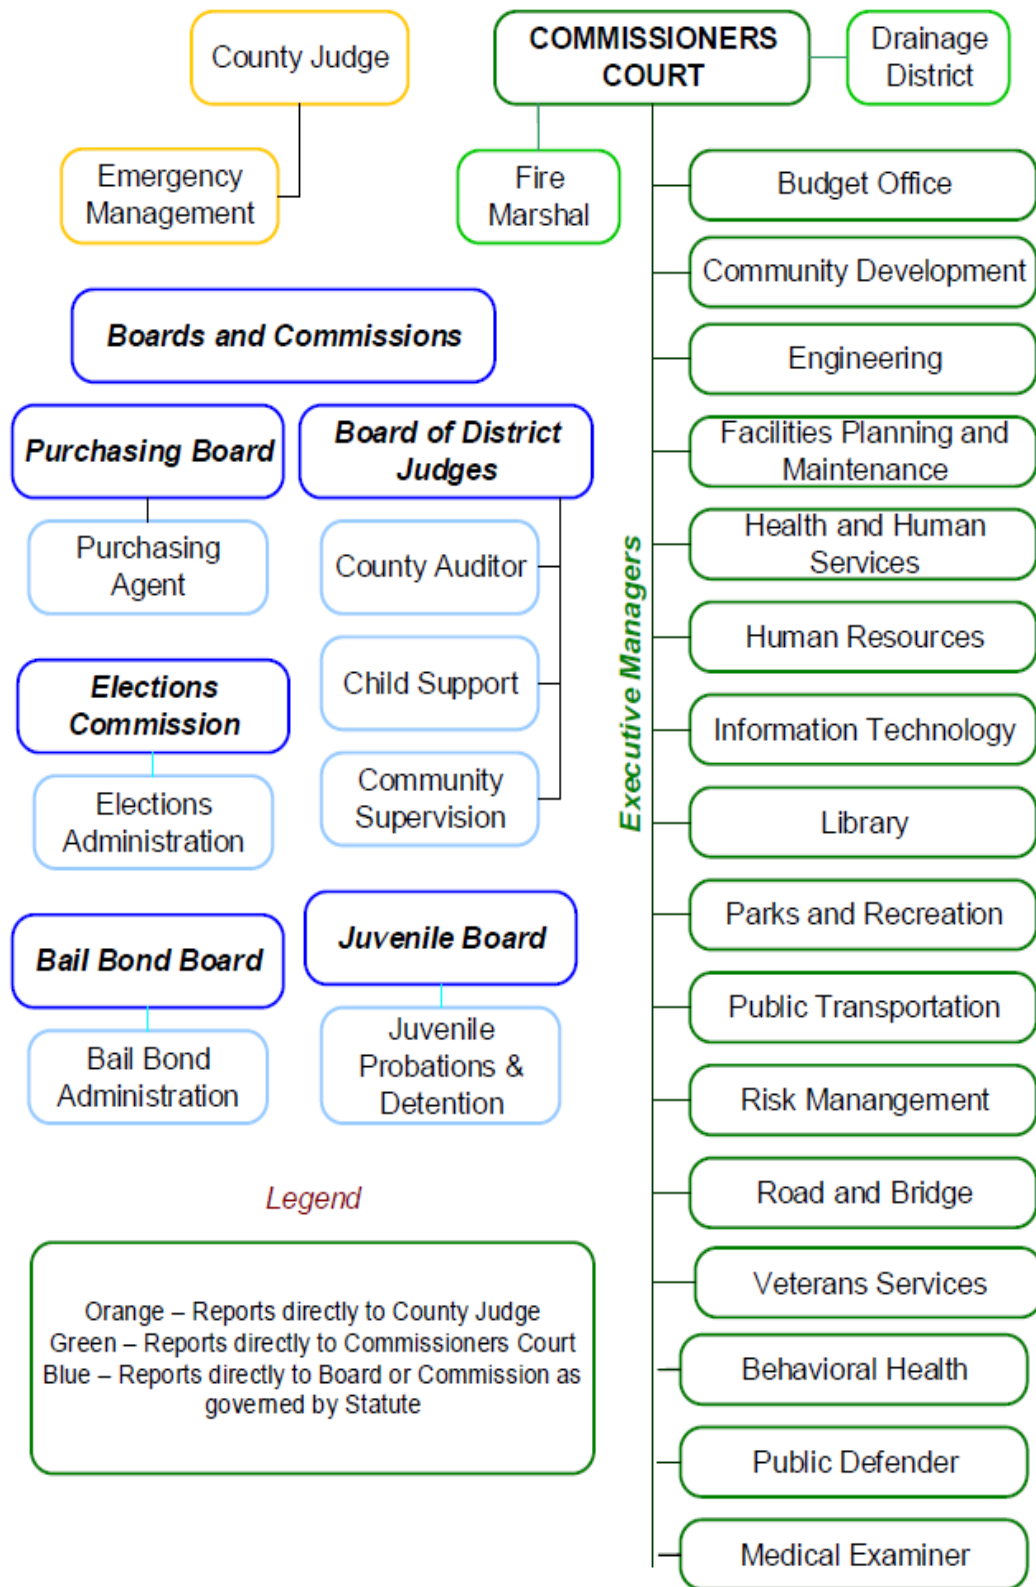 County Judge
COMMISSIONERS
COURT
Drainage
District
Emergency
Management
Fire
Marshal
Boards and Commissions
Purchasing Board
Purchasing
Agent
Board of District
Judges
County Auditor
Child Support
Community
Supervision
Elections
Commission
Elections
Administration
Bail Bond Board
Bail Bond
Administration
Juvenile Board
Juvenile
Probations &
Detention
Executive Managers
Budget Office
Community Development
Engineering
Facilities Planning and
Maintenance
Health and Human
Services
Human Resources
Information Technology
Library
Parks and Recreation
Public Transportation
Risk Manangement
Road and Bridge
Veterans Services
Behavioral Health
Public Defender
Medical Examiner
Legend
Orange – Reports directly to County Judge
Green – Reports directly to Commissioners Court
Blue – Reports directly to Board or Commission as
governed by Statute